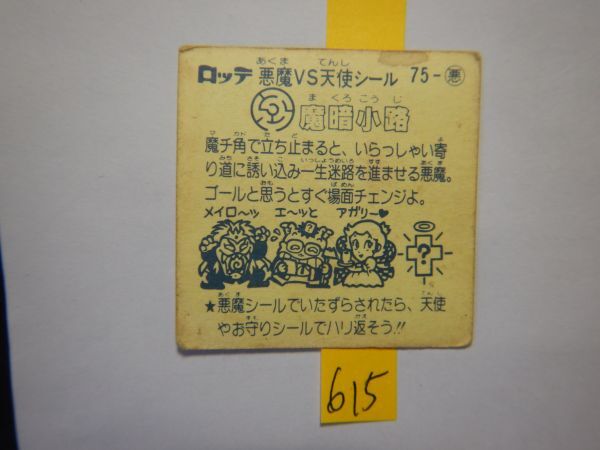 ロッテ 悪魔VS天使シール 75-悪
魔暗小路
魔チ角で立ち止まると、いらっしゃい寄
り道に誘い込み一生迷路を進ませる悪魔。
ゴールと思うとすぐ場面チェンジよ。
メイロ〜ッ エ〜ッと アガリー♥
?
★悪魔シールでいたずらされたら、天使
やお守りシールでハリ返そう!!
615